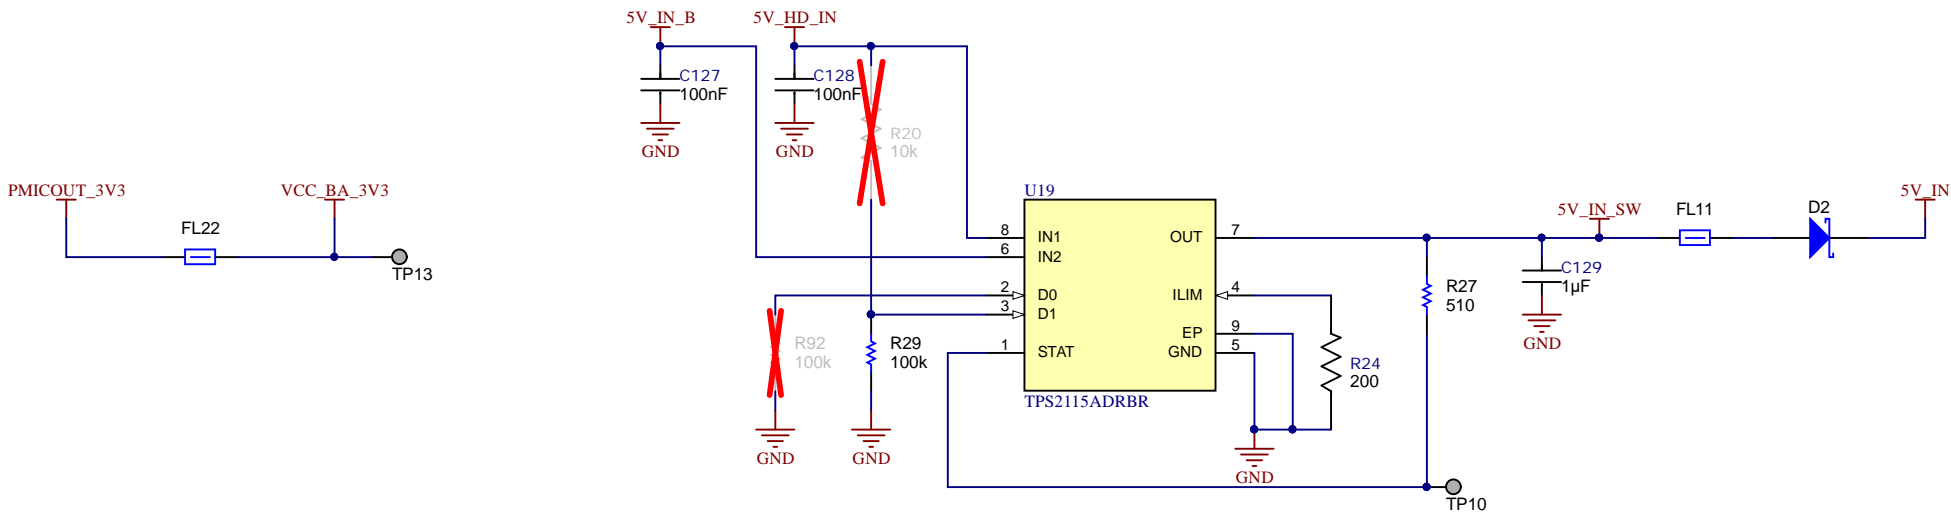 5V_IN_B
5V_HD_IN
C127
100nF
C128
100nF
R20
10k
GND
GND
PMICOUT_3V3
VCC_BA_3V3
FL22
TP13
U19
8
IN1
6
IN2
2
D0
3
D1
1
STAT
OUT
7
ILIM
4
EP
9
GND
5
TPS2115ADRBR
R92
100k
R29
100k
GND
GND
R24
200
GND
R27
510
TP10
5V_IN_SW
C129
1µF
GND
FL11
D2
5V_IN